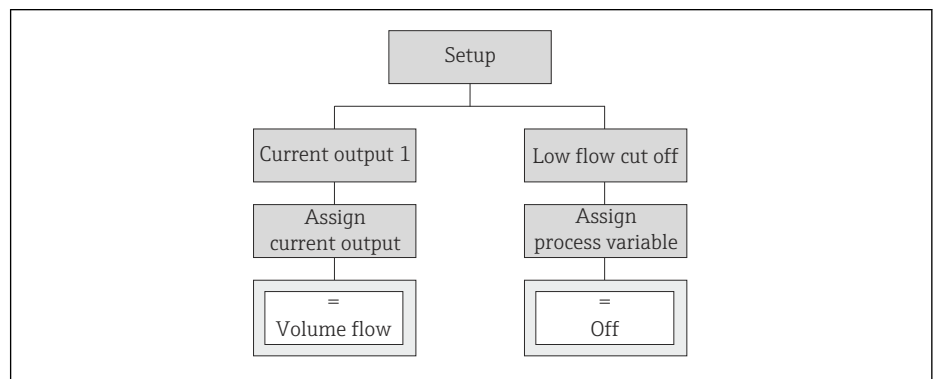 Setup
Current output 1
Low flow cut off
Assign
current output
Assign
process variable
=
Volume flow
=
Off